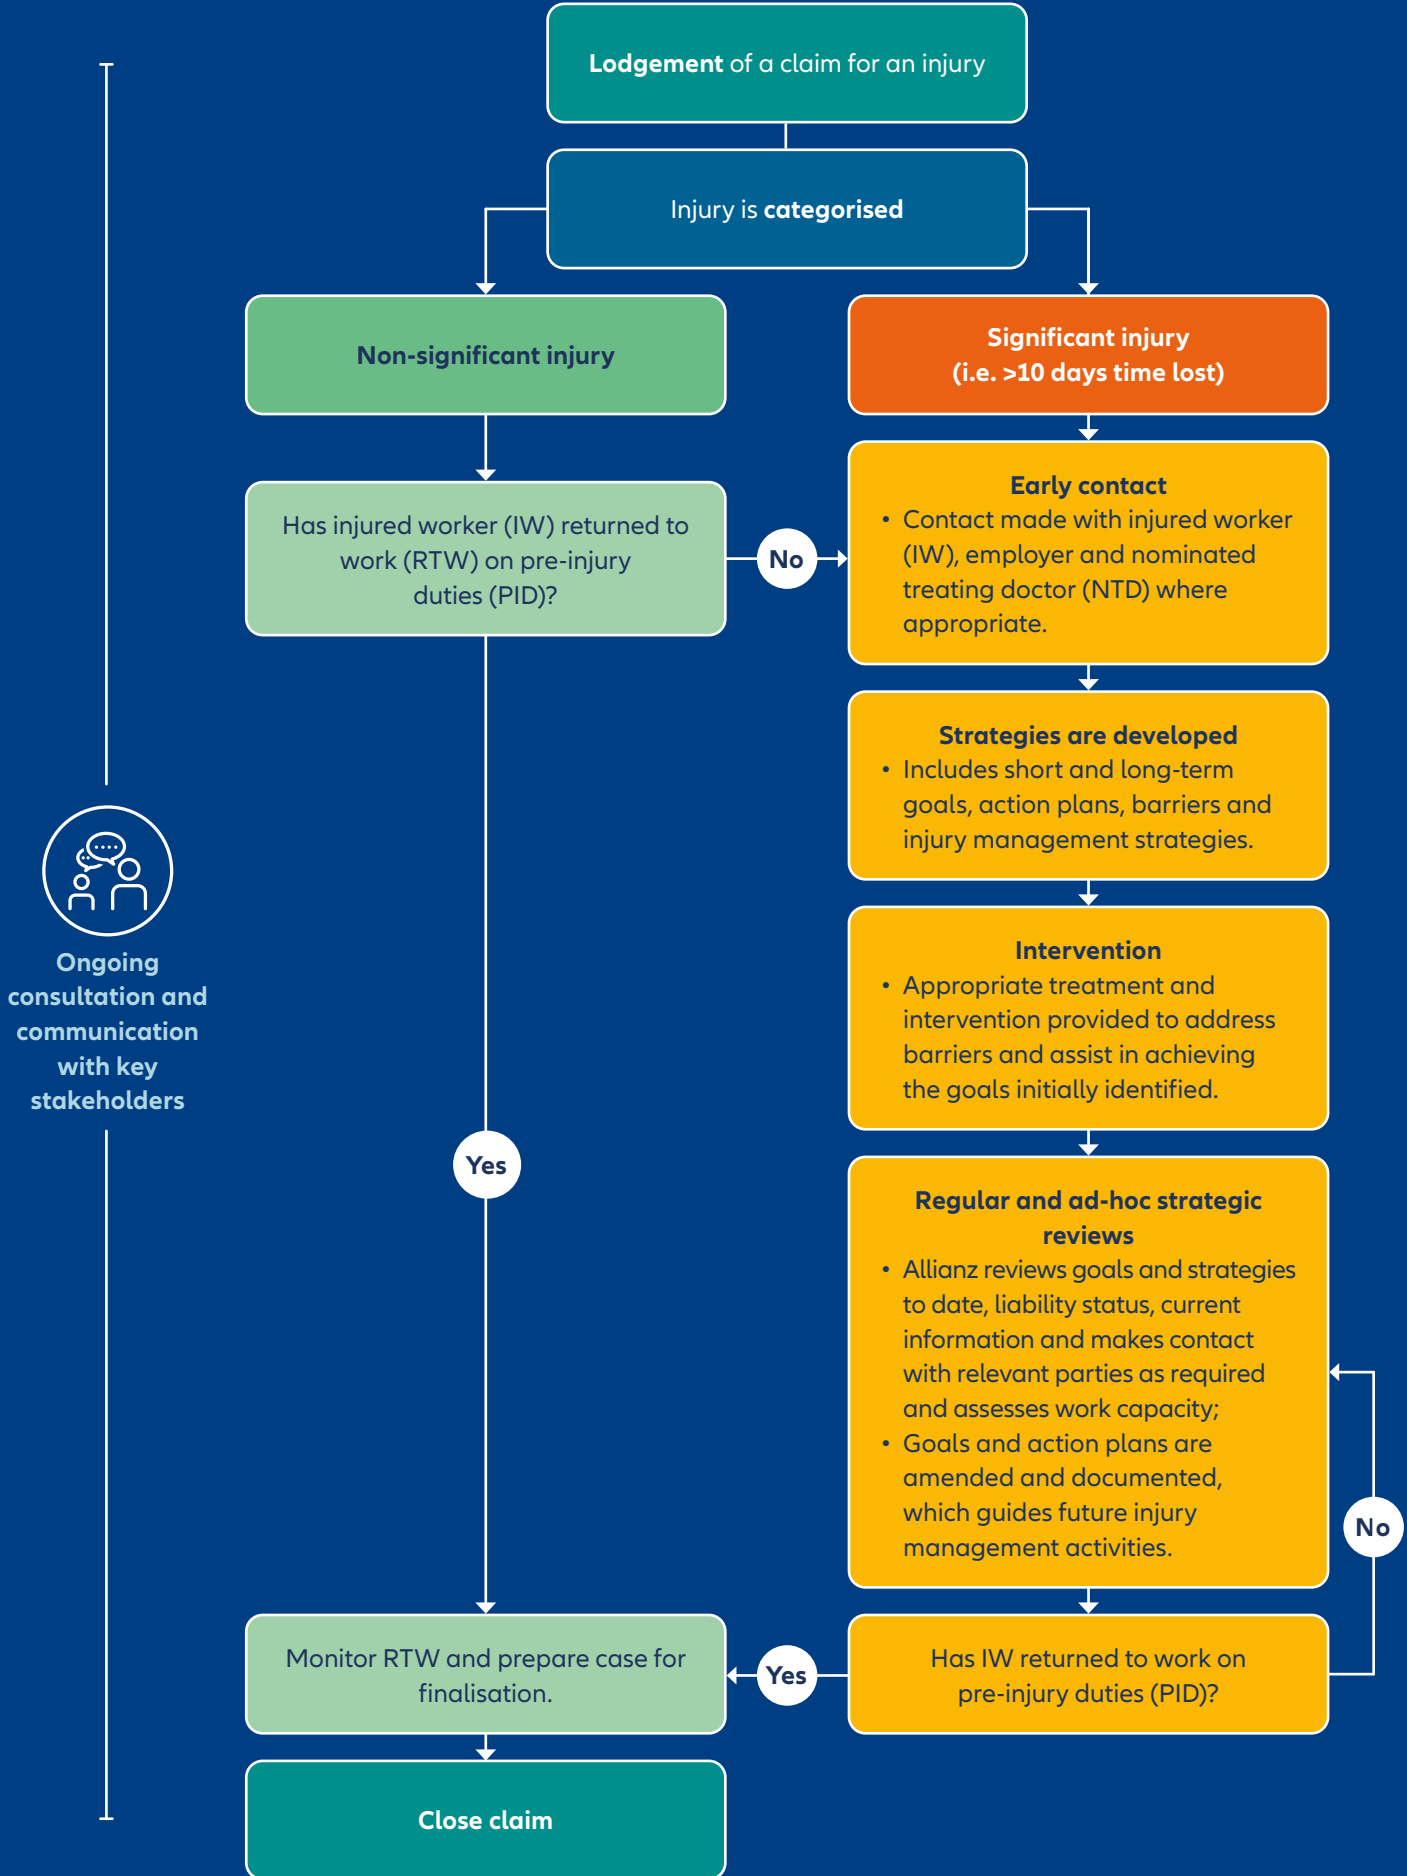 Lodgement of a claim for an injury
Injury is categorised
Non-significant injury
Significant injury
(i.e. >10 days time lost)
Has injured worker (IW) returned to
work (RTW) on pre-injury
duties (PID)?
No
Early contact
• Contact made with injured worker
(IW), employer and nominated
treating doctor (NTD) where
appropriate.
Strategies are developed
• Includes short and long-term
goals, action plans, barriers and
injury management strategies.
Ongoing
consultation and
communication
with key
stakeholders
Intervention
• Appropriate treatment and
intervention provided to address
barriers and assist in achieving
the goals initially identified.
Yes
Regular and ad-hoc strategic
reviews
• Allianz reviews goals and strategies
to date, liability status, current
information and makes contact
with relevant parties as required
and assesses work capacity;
• Goals and action plans are
amended and documented,
which guides future injury
management activities.
No
Monitor RTW and prepare case for
finalisation.
Yes
Has IW returned to work on
pre-injury duties (PID)?
Close claim